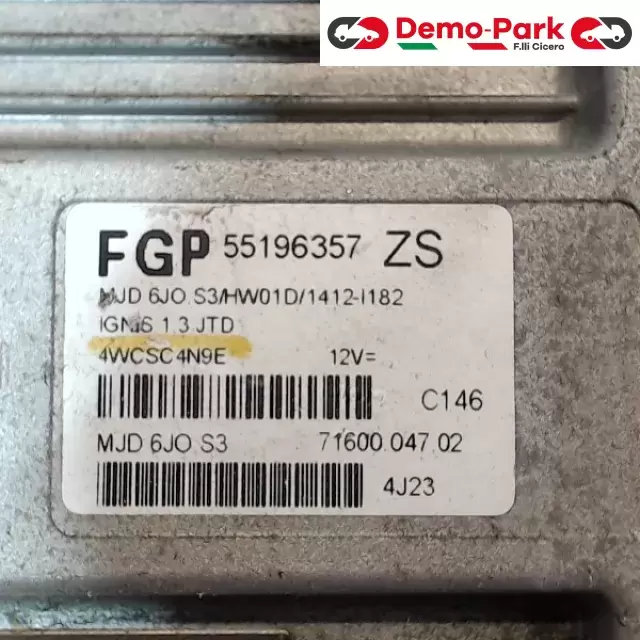 Demo-Park
F.lli Cicero
FGP 55196357 ZS
MJD 6JO.S3/HW01D/1412-I182
IGNIS 1.3 JTD
4WCSC4N9E 12V=
C146
MJD 6JO.S3 71600.047.02
4J23